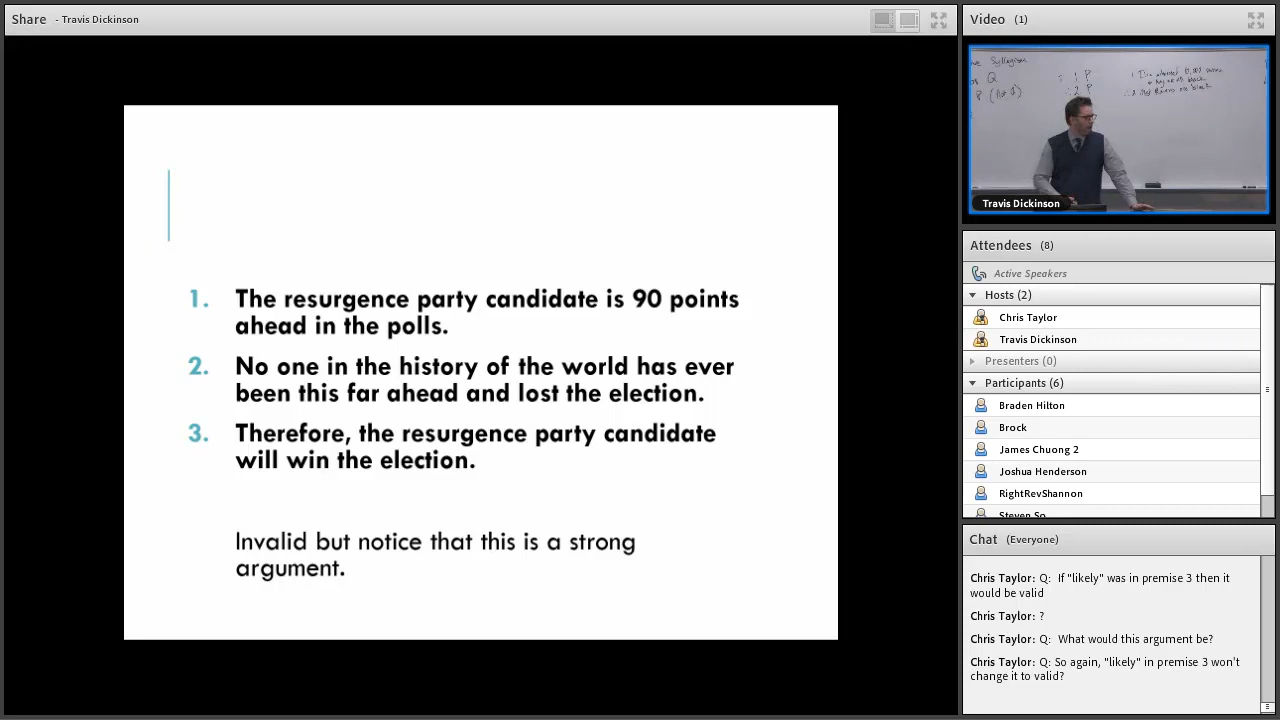 Share - Travis Dickinson
1. The resurgence party candidate is 90 points
ahead in the polls.
2. No one in the history of the world has ever
been this far ahead and lost the election.
3. Therefore, the resurgence party candidate
will win the election.
Invalid but notice that this is a strong
argument.
Video (1)
Syllogism
Q
P
1 P
∴ 2 P
Travis Dickinson
Attendees (8)
Active Speakers
Hosts (2)
Chris Taylor
Travis Dickinson
Presenters (0)
Participants (6)
Braden Hilton
Brock
James Chuong 2
Joshua Henderson
RightRevShannon
Steven So
Chat (Everyone)
Chris Taylor: Q: If "likely" was in premise 3 then it
would be valid
Chris Taylor: ?
Chris Taylor: Q: What would this argument be?
Chris Taylor: Q: So again, "likely" in premise 3 won't
change it to valid?